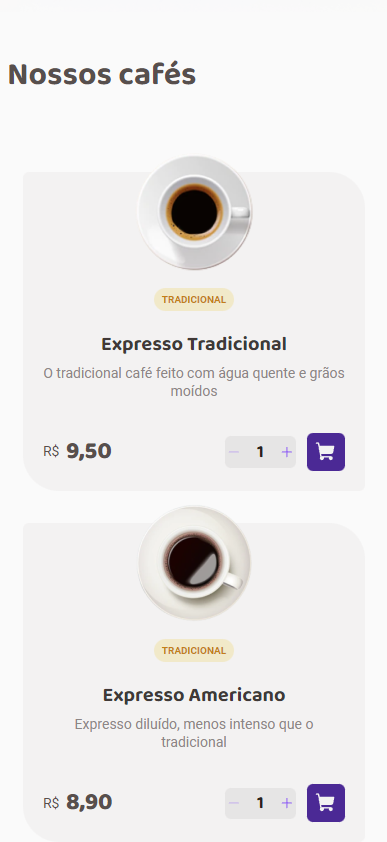 Nossos cafés
TRADICIONAL
Expresso Tradicional
O tradicional café feito com água quente e grãos
moídos
R$ 9,50
− 1 +
TRADICIONAL
Expresso Americano
Expresso diluído, menos intenso que o
tradicional
R$ 8,90
− 1 +